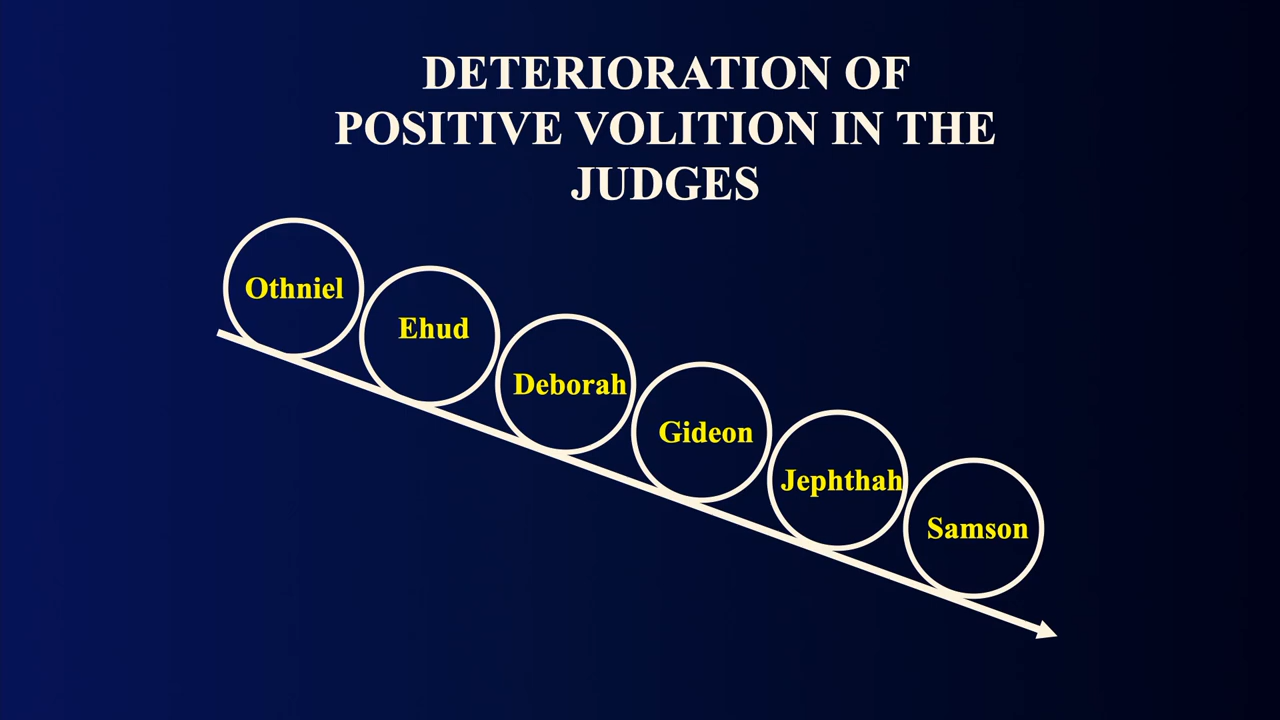 DETERIORATION OF
POSITIVE VOLITION IN THE
JUDGES
Othniel
Ehud
Deborah
Gideon
Jephthah
Samson